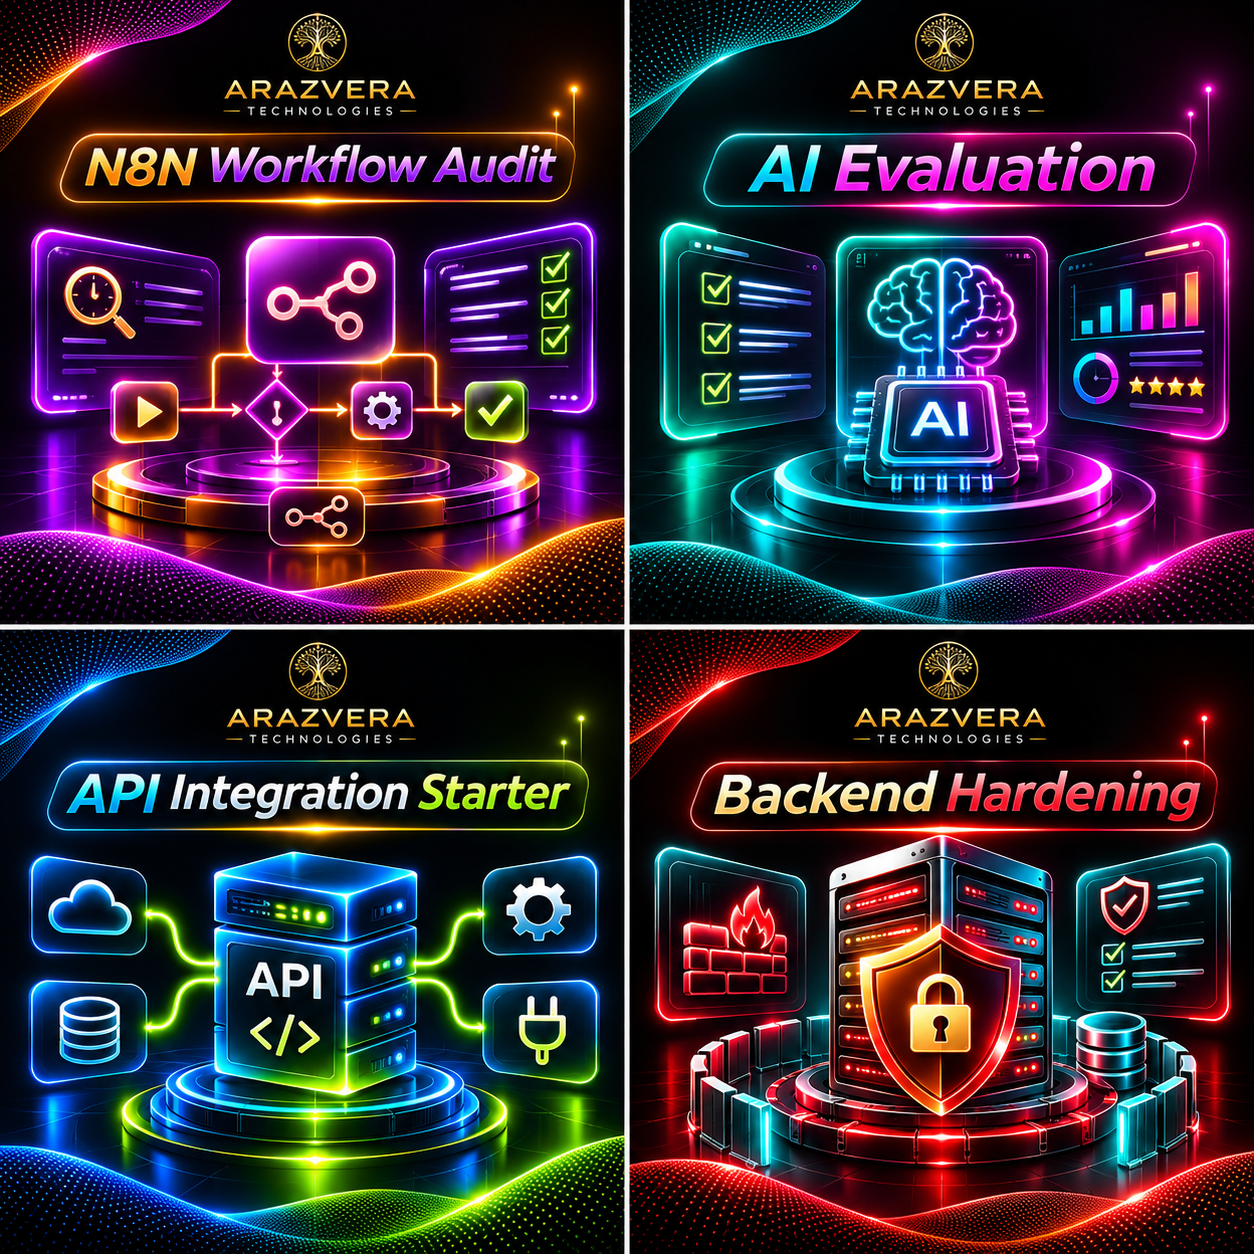 ARAZVERA
TECHNOLOGIES
N8N Workflow Audit
ARAZVERA
TECHNOLOGIES
AI Evaluation
AI
ARAZVERA
TECHNOLOGIES
API Integration Starter
API
</>
ARAZVERA
TECHNOLOGIES
Backend Hardening